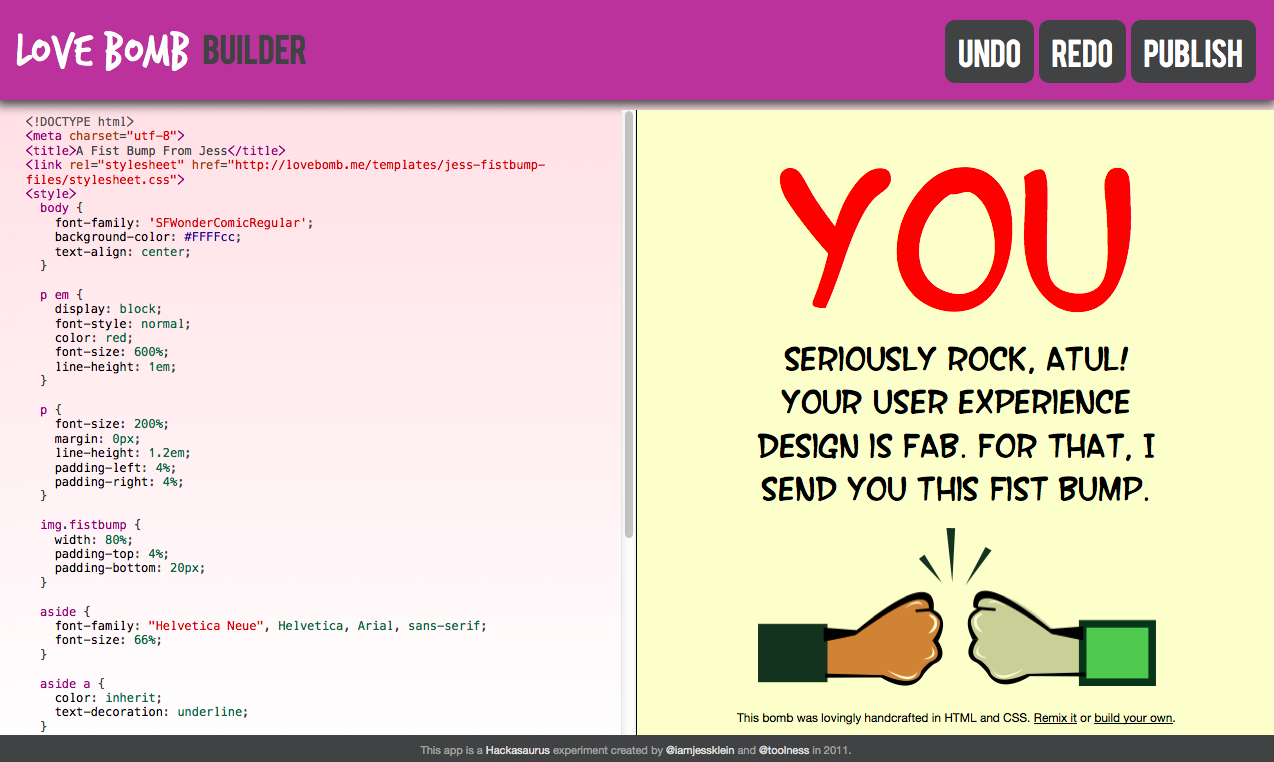 LOVE BOMB BUILDER
UNDO REDO PUBLISH
<!DOCTYPE html>
<meta charset="utf-8">
<title>A Fist Bump From Jess</title>
<link rel="stylesheet" href="http://lovebomb.me/templates/jess-fistbump-
files/stylesheet.css">
<style>
  body {
    font-family: 'SFWonderComicRegular';
    background-color: #FFFFcc;
    text-align: center;
  }

  p em {
    display: block;
    font-style: normal;
    color: red;
    font-size: 600%;
    line-height: 1em;
  }

  p {
    font-size: 200%;
    margin: 0px;
    line-height: 1.2em;
    padding-left: 4%;
    padding-right: 4%;
  }

  img.fistbump {
    width: 80%;
    padding-top: 4%;
    padding-bottom: 20px;
  }

  aside {
    font-family: "Helvetica Neue", Helvetica, Arial, sans-serif;
    font-size: 66%;
  }

  aside a {
    color: inherit;
    text-decoration: underline;
  }
YOU
SERIOUSLY ROCK, ATUL!
YOUR USER EXPERIENCE
DESIGN IS FAB. FOR THAT, I
SEND YOU THIS FIST BUMP.
This bomb was lovingly handcrafted in HTML and CSS. Remix it or build your own.
This app is a Hackasaurus experiment created by @iamjessklein and @toolness in 2011.